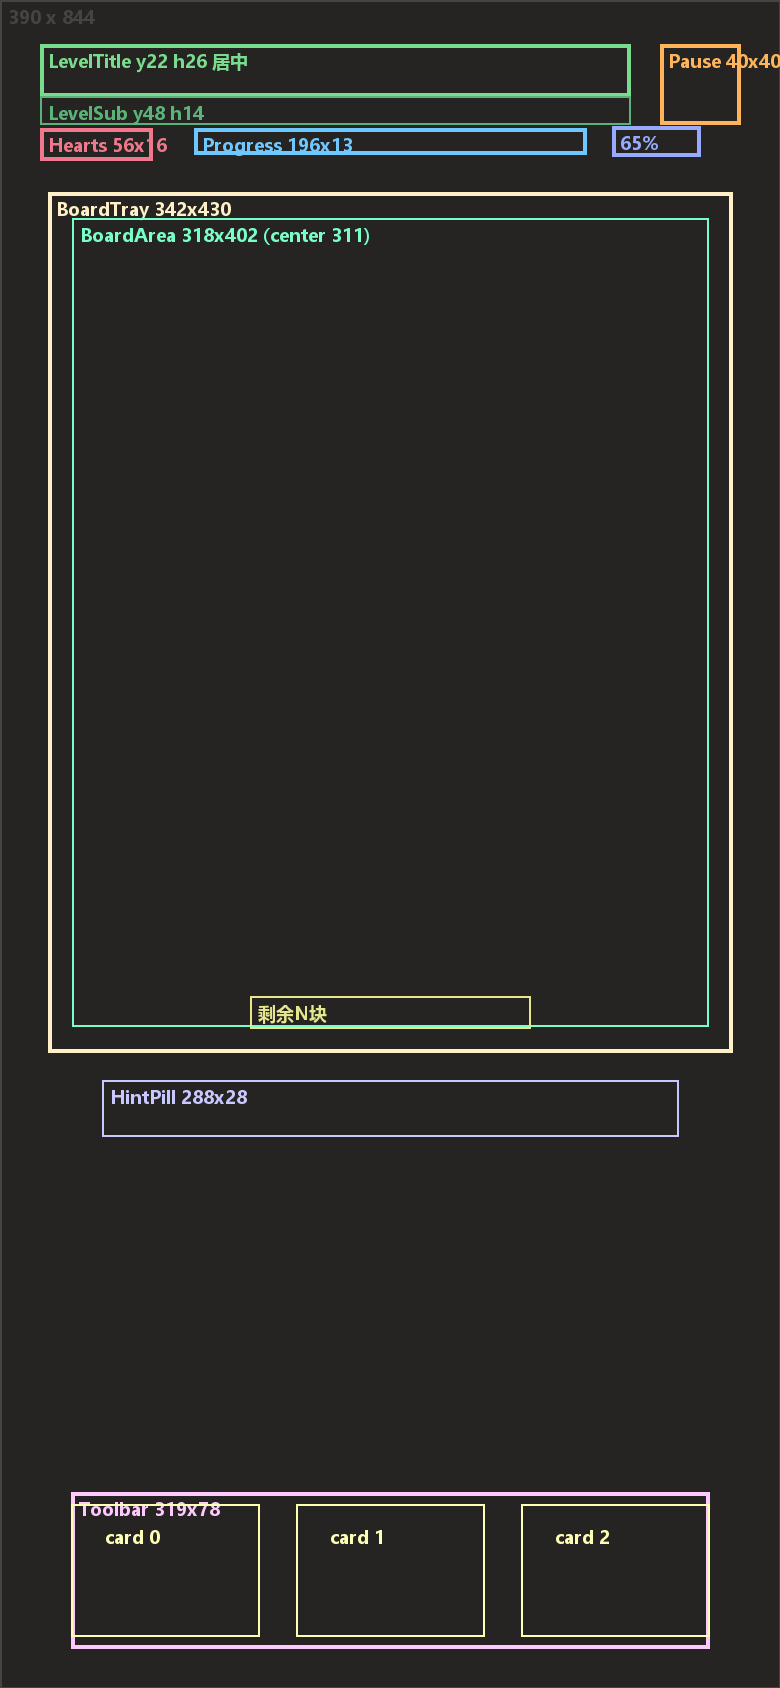 390 x 844
LevelTitle y22 h26 居中
Pause 40x40
LevelSub y48 h14
Hearts 56x16
Progress 196x13
65%
BoardTray 342x430
BoardArea 318x402 (center 311)
剩余N块
HintPill 288x28
Toolbar 319x78
card 0
card 1
card 2